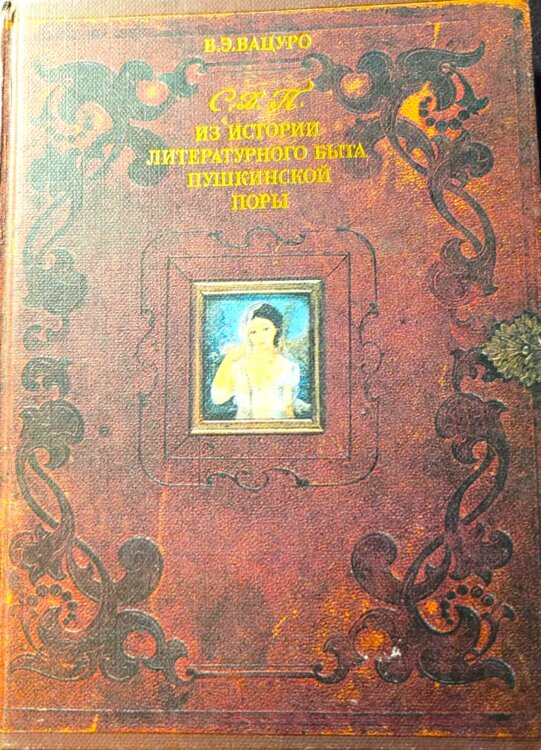 В.Э.ВАЦУРО
С.Д.П.
ИЗ ИСТОРИИ
ЛИТЕРАТУРНОГО БЫТА
ПУШКИНСКОЙ
ПОРЫ